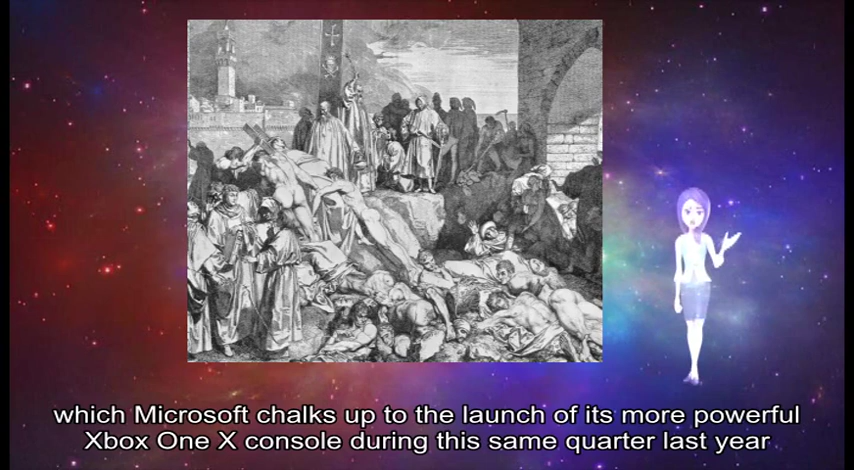 which Microsoft chalks up to the launch of its more powerful
Xbox One X console during this same quarter last year